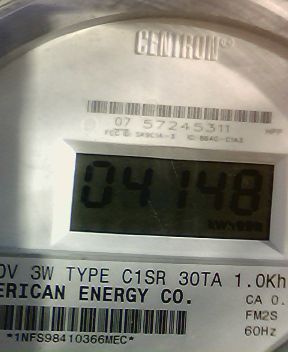 CENTRON®
07 57245311
04148
0V 3W TYPE C1SR 30TA 1.0Kh
ERICAN ENERGY CO.
CA 0.
FM2S
60Hz
*1NFS98410366MEC*